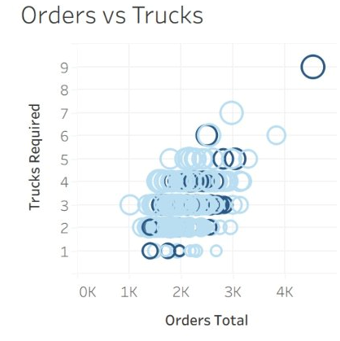 Orders vs Trucks
9
8
7
6
5
4
3
2
1
Trucks Required
0K 1K 2K 3K 4K
Orders Total